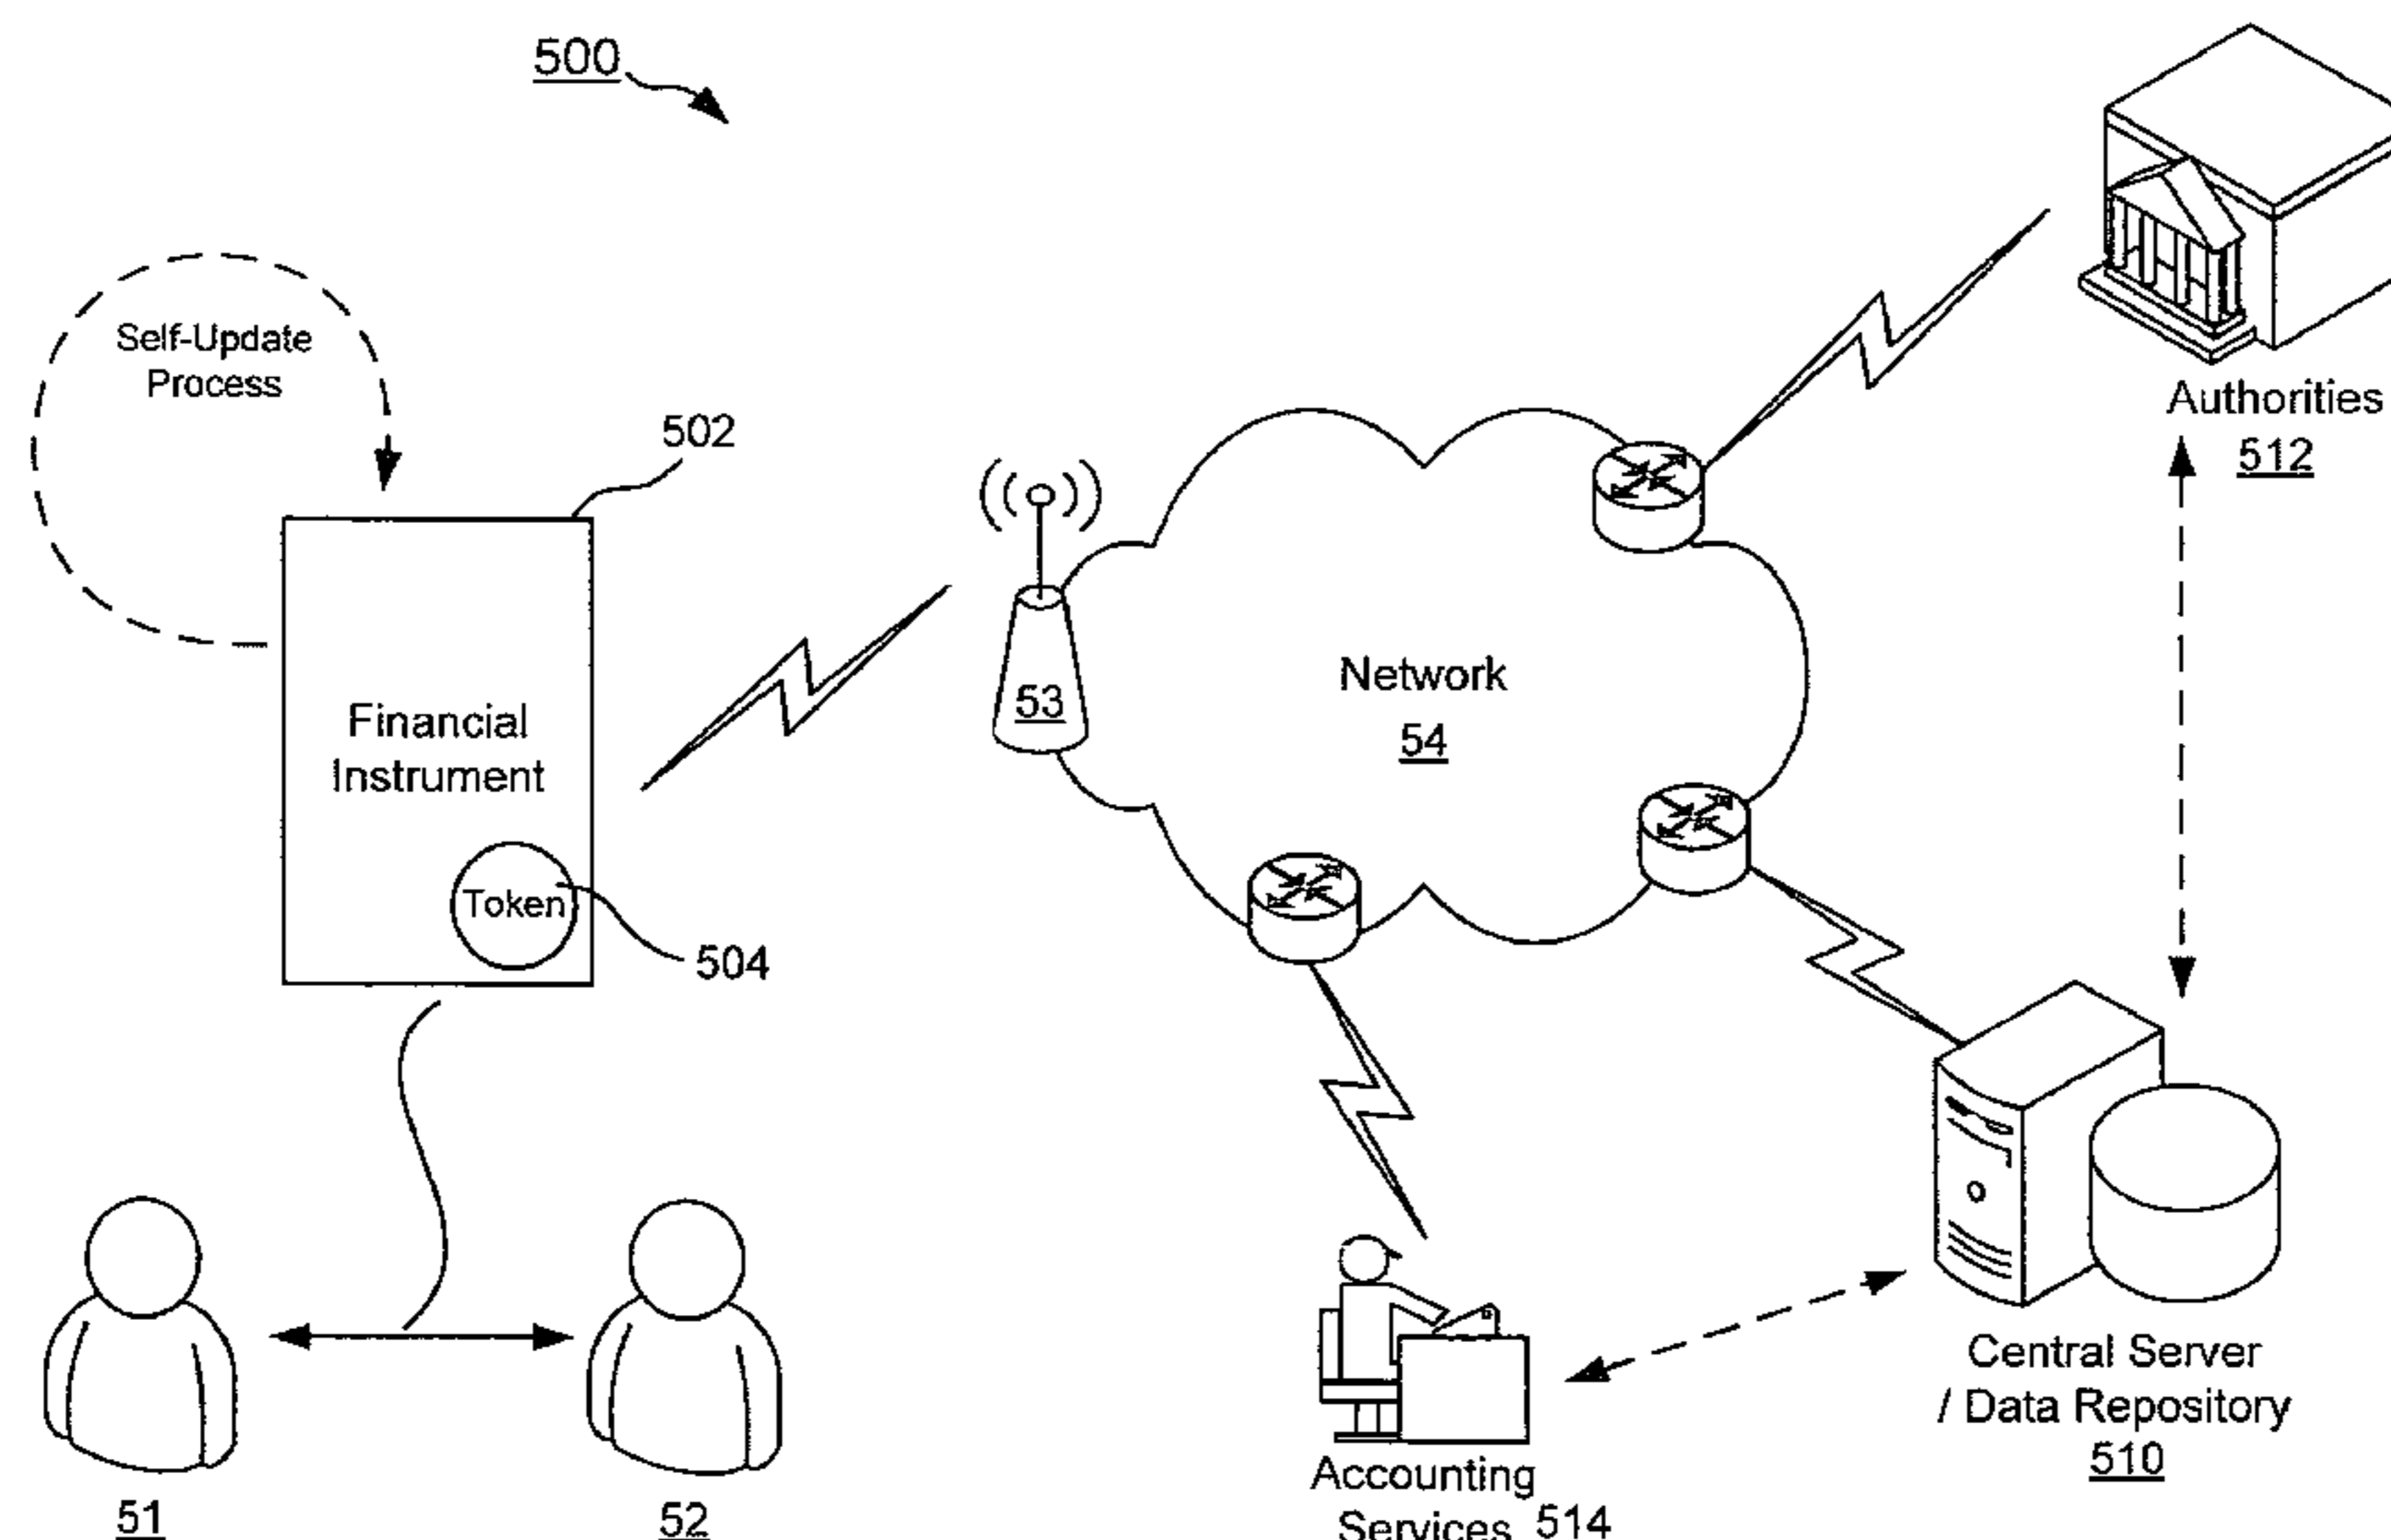 500
Self-Update
Process
502
Authorities
512
Financial
Instrument
Token
504
53
Network
54
Central Server
/ Data Repository
510
Accounting
Services 514
51
52